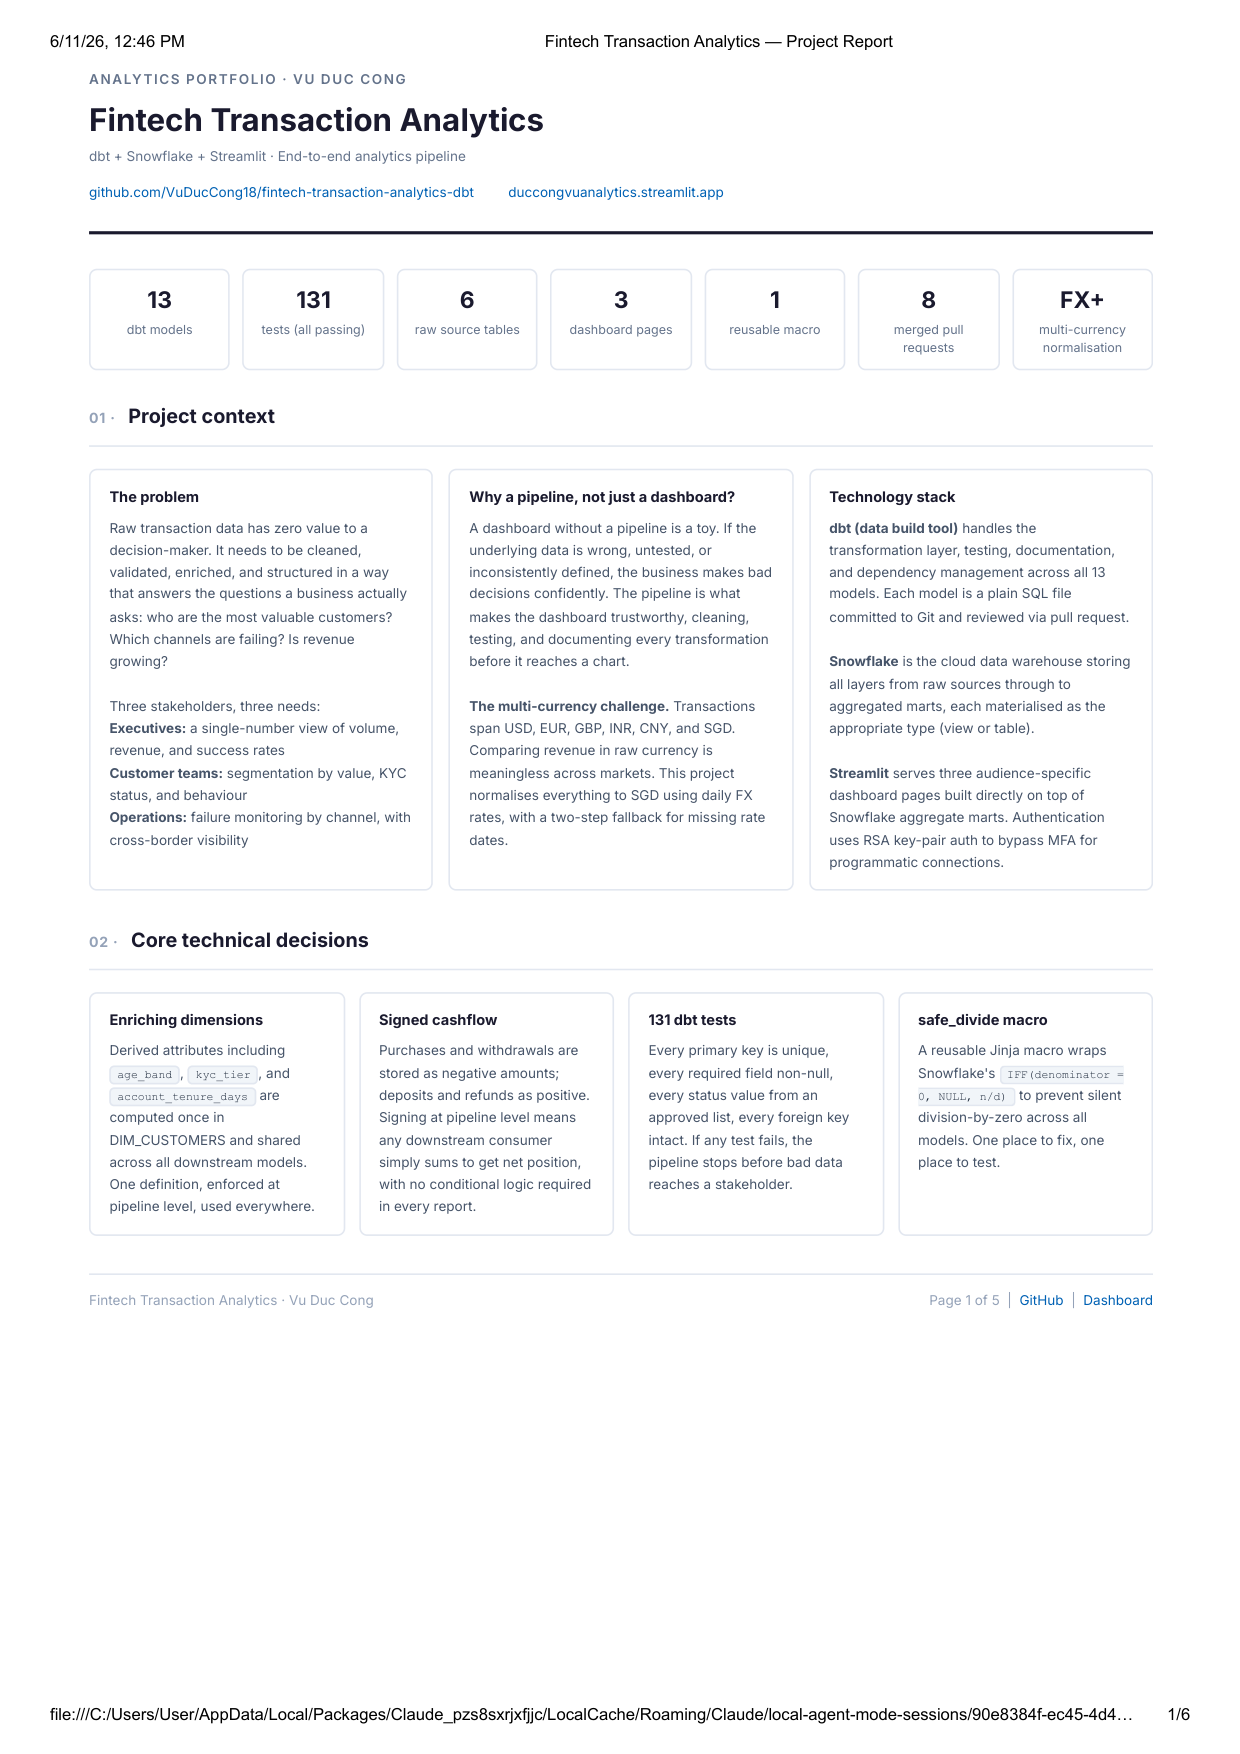 6/11/26, 12:46 PM
Fintech Transaction Analytics — Project Report
ANALYTICS PORTFOLIO · VU DUC CONG
Fintech Transaction Analytics
dbt + Snowflake + Streamlit · End-to-end analytics pipeline
github.com/VuDucCong18/fintech-transaction-analytics-dbt
duccongvuanalytics.streamlit.app
13
dbt models
131
tests (all passing)
6
raw source tables
3
dashboard pages
1
reusable macro
8
merged pull
requests
FX+
multi-currency
normalisation
01 · Project context
The problem
Raw transaction data has zero value to a
decision-maker. It needs to be cleaned,
validated, enriched, and structured in a way
that answers the questions a business actually
asks: who are the most valuable customers?
Which channels are failing? Is revenue
growing?
Three stakeholders, three needs:
Executives: a single-number view of volume,
revenue, and success rates
Customer teams: segmentation by value, KYC
status, and behaviour
Operations: failure monitoring by channel, with
cross-border visibility
Why a pipeline, not just a dashboard?
A dashboard without a pipeline is a toy. If the
underlying data is wrong, untested, or
inconsistently defined, the business makes bad
decisions confidently. The pipeline is what
makes the dashboard trustworthy, cleaning,
testing, and documenting every transformation
before it reaches a chart.
The multi-currency challenge. Transactions
span USD, EUR, GBP, INR, CNY, and SGD.
Comparing revenue in raw currency is
meaningless across markets. This project
normalises everything to SGD using daily FX
rates, with a two-step fallback for missing rate
dates.
Technology stack
dbt (data build tool) handles the
transformation layer, testing, documentation,
and dependency management across all 13
models. Each model is a plain SQL file
committed to Git and reviewed via pull request.
Snowflake is the cloud data warehouse storing
all layers from raw sources through to
aggregated marts, each materialised as the
appropriate type (view or table).
Streamlit serves three audience-specific
dashboard pages built directly on top of
Snowflake aggregate marts. Authentication
uses RSA key-pair auth to bypass MFA for
programmatic connections.
02 · Core technical decisions
Enriching dimensions
Derived attributes including
age_band , kyc_tier , and
account_tenure_days are
computed once in
DIM_CUSTOMERS and shared
across all downstream models.
One definition, enforced at
pipeline level, used everywhere.
Signed cashflow
Purchases and withdrawals are
stored as negative amounts;
deposits and refunds as positive.
Signing at pipeline level means
any downstream consumer
simply sums to get net position,
with no conditional logic required
in every report.
131 dbt tests
Every primary key is unique,
every required field non-null,
every status value from an
approved list, every foreign key
intact. If any test fails, the
pipeline stops before bad data
reaches a stakeholder.
safe_divide macro
A reusable Jinja macro wraps
Snowflake's IFF(denominator =
0, NULL, n/d) to prevent silent
division-by-zero across all
models. One place to fix, one
place to test.
Fintech Transaction Analytics · Vu Duc Cong
Page 1 of 5 | GitHub | Dashboard
file:///C:/Users/User/AppData/Local/Packages/Claude_pzs8sxrjxfjjc/LocalCache/Roaming/Claude/local-agent-mode-sessions/90e8384f-ec45-4d4…
1/6